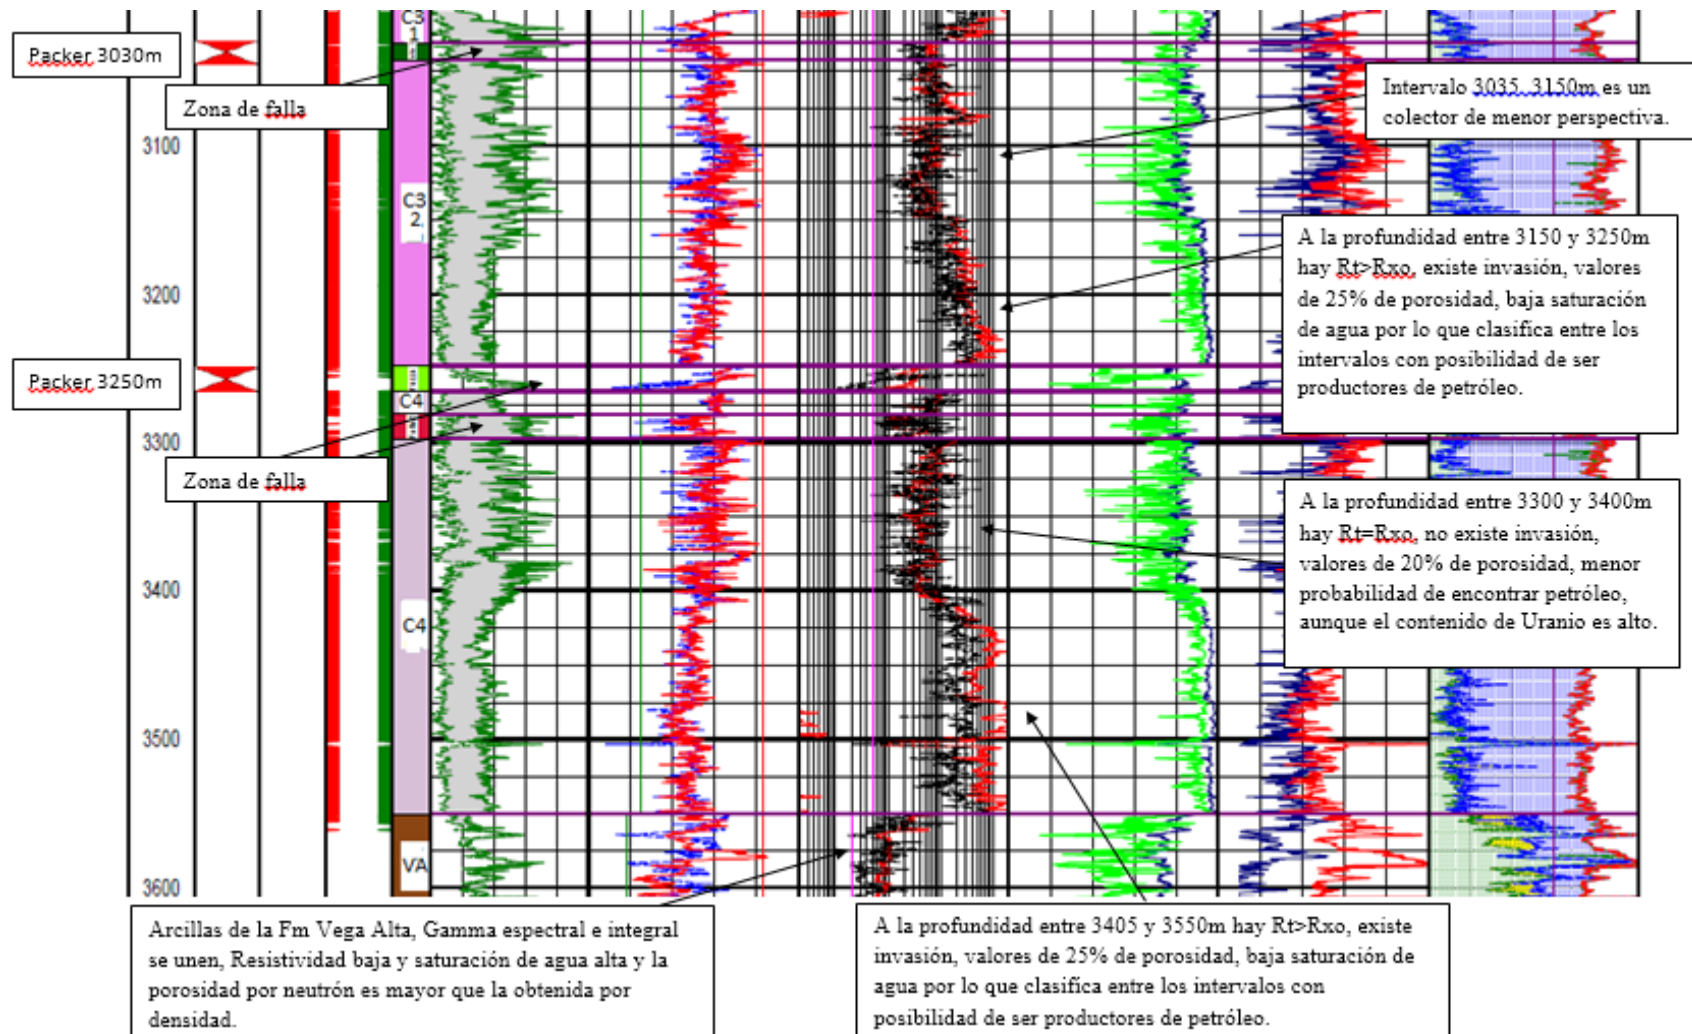 C3
1
Packer 3030m
Zona de falla
Intervalo 3035..3150m es un
colector de menor perspectiva.
3100
C3
2
A la profundidad entre 3150 y 3250m
hay Rt>Rxo, existe invasión, valores
de 25% de porosidad, baja saturación
de agua por lo que clasifica entre los
intervalos con posibilidad de ser
productores de petróleo.
3200
Packer 3250m
C4
3300
Zona de falla
A la profundidad entre 3300 y 3400m
hay Rt=Rxo, no existe invasión,
valores de 20% de porosidad, menor
probabilidad de encontrar petróleo,
aunque el contenido de Uranio es alto.
3400
C4
3500
VA
3600
Arcillas de la Fm Vega Alta, Gamma espectral e integral
se unen, Resistividad baja y saturación de agua alta y la
porosidad por neutrón es mayor que la obtenida por
densidad.
A la profundidad entre 3405 y 3550m hay Rt>Rxo, existe
invasión, valores de 25% de porosidad, baja saturación de
agua por lo que clasifica entre los intervalos con
posibilidad de ser productores de petróleo.